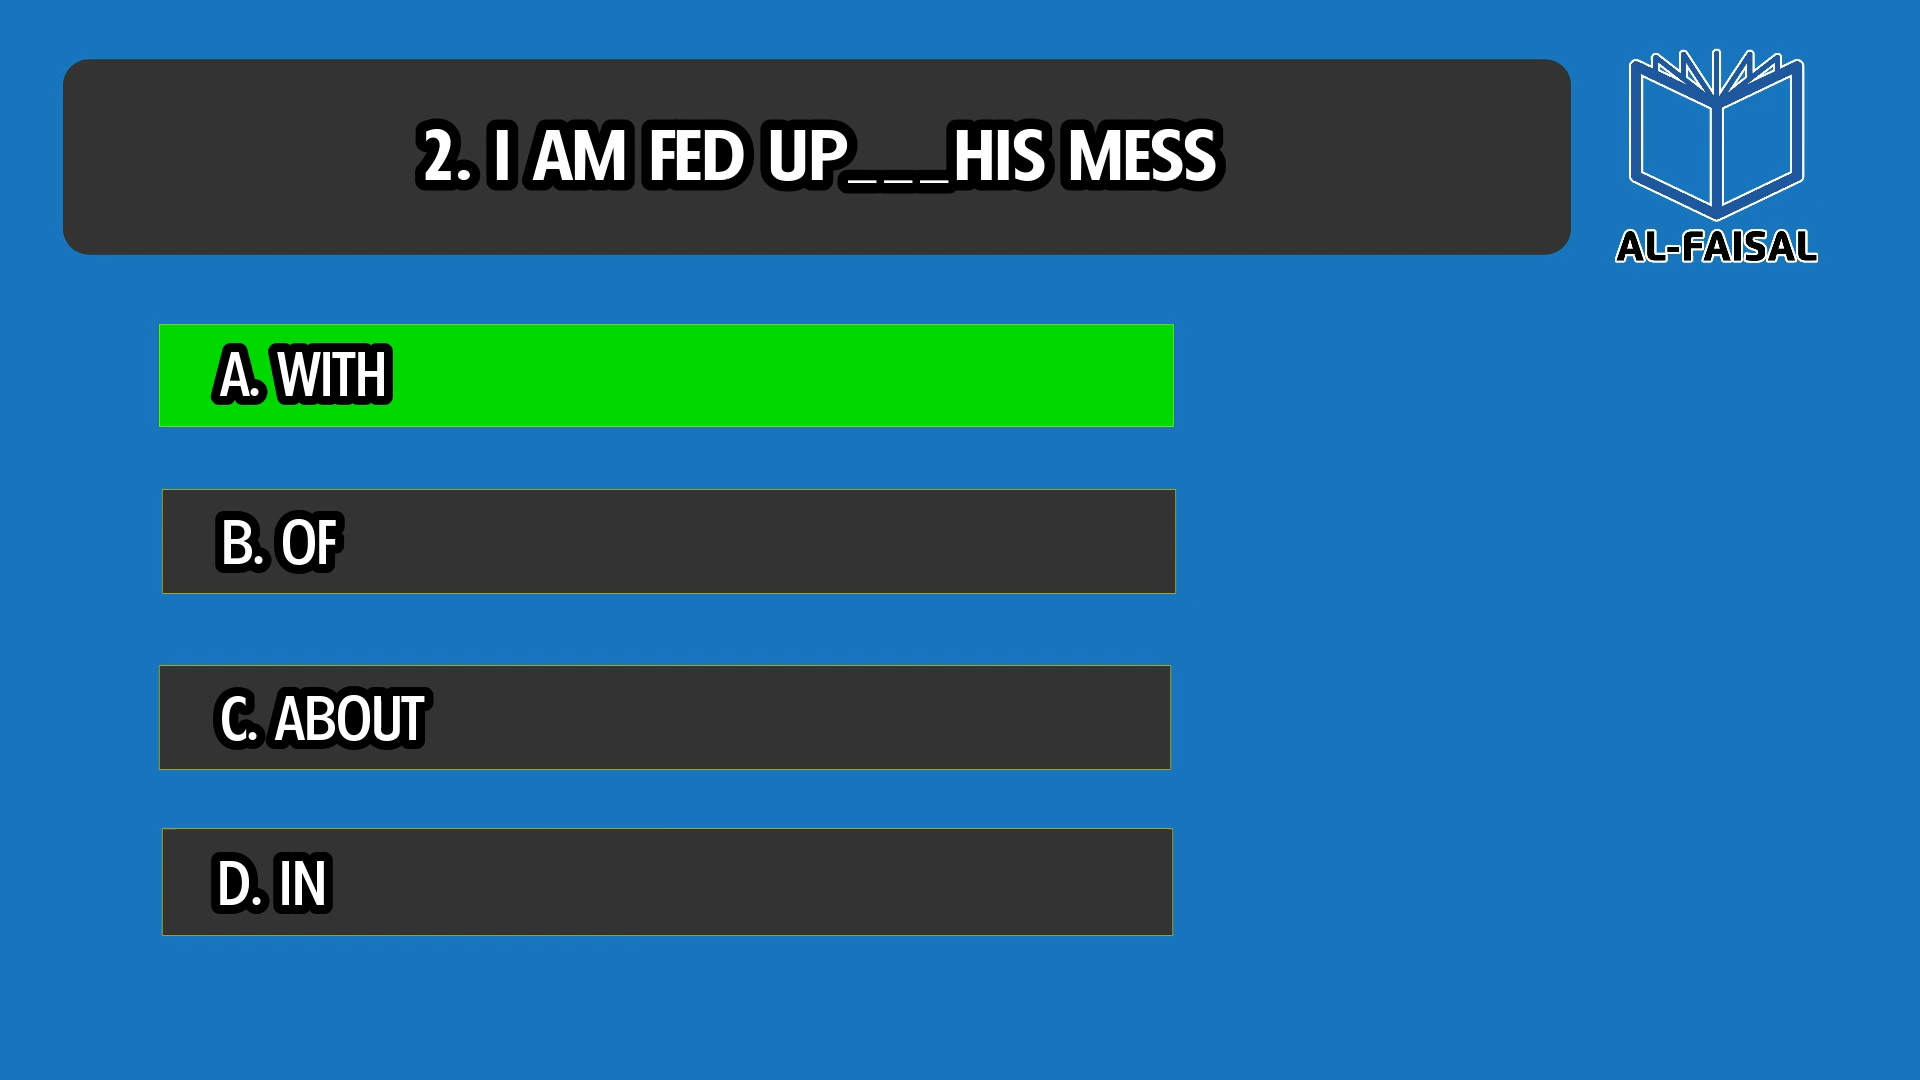 2. I AM FED UP___HIS MESS
AL-FAISAL
A. WITH
B. OF
C. ABOUT
D. IN